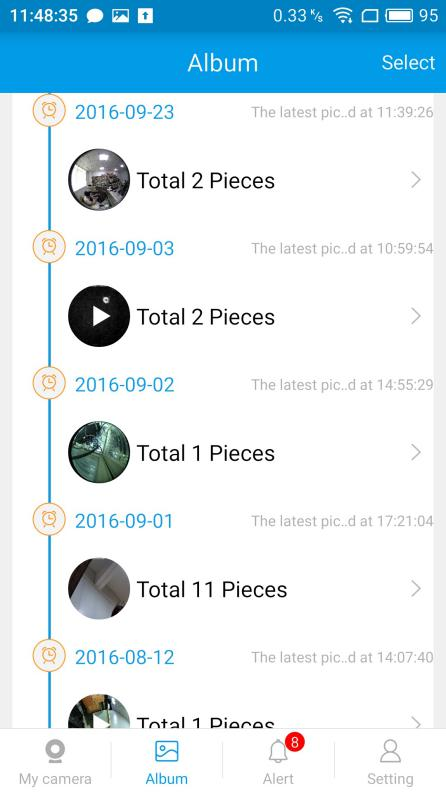 11:48:35 0.33 K/s 95
Album Select
2016-09-23 The latest pic..d at 11:39:26
Total 2 Pieces
2016-09-03 The latest pic..d at 10:59:54
Total 2 Pieces
2016-09-02 The latest pic..d at 14:55:29
Total 1 Pieces
2016-09-01 The latest pic..d at 17:21:04
Total 11 Pieces
2016-08-12 The latest pic..d at 14:07:40
Total 1 Pieces
8
My camera Album Alert Setting